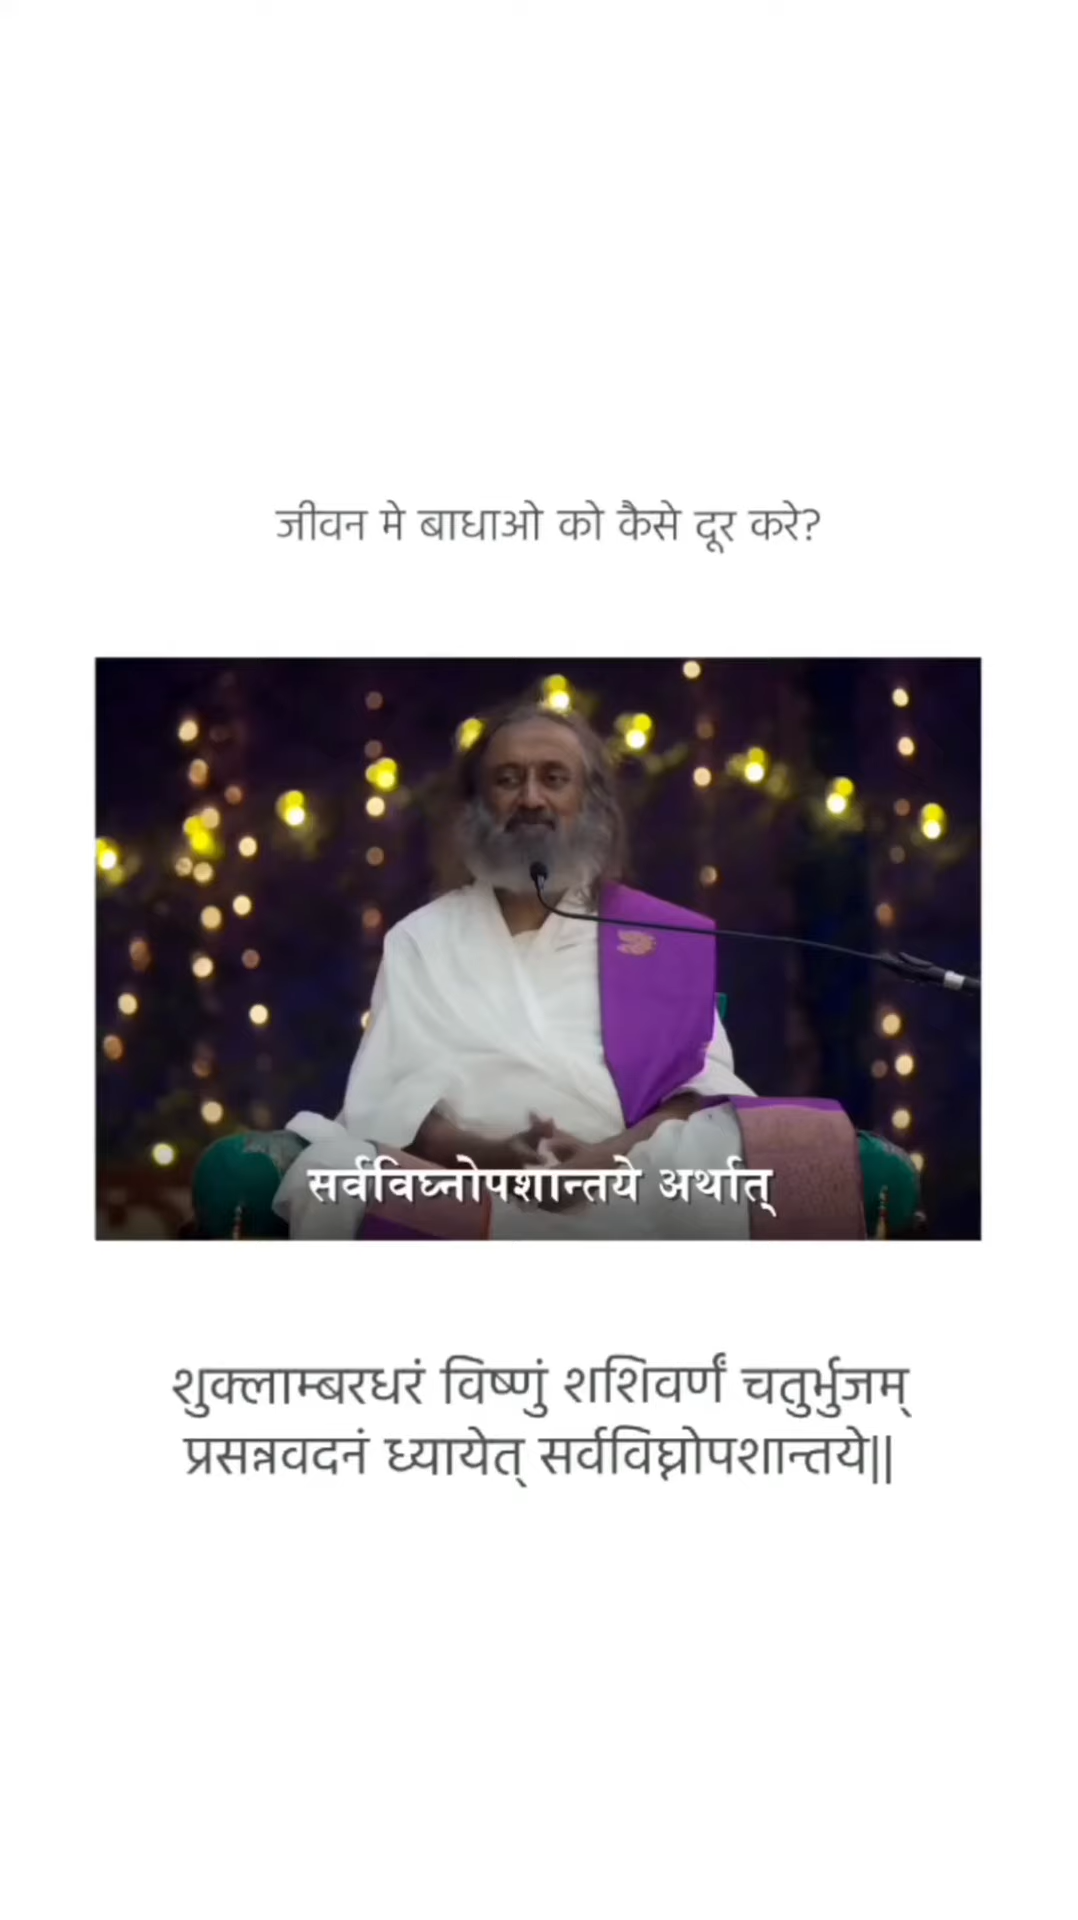 जीवन मे बाधाओ को कैसे दूर करे?
सर्वविघ्नोपशान्तये अर्थात्
शुक्लाम्बरधरं विष्णुं शशिवर्णं चतुर्भुजम्
प्रसन्नवदनं ध्यायेत् सर्वविघ्नोपशान्तये||